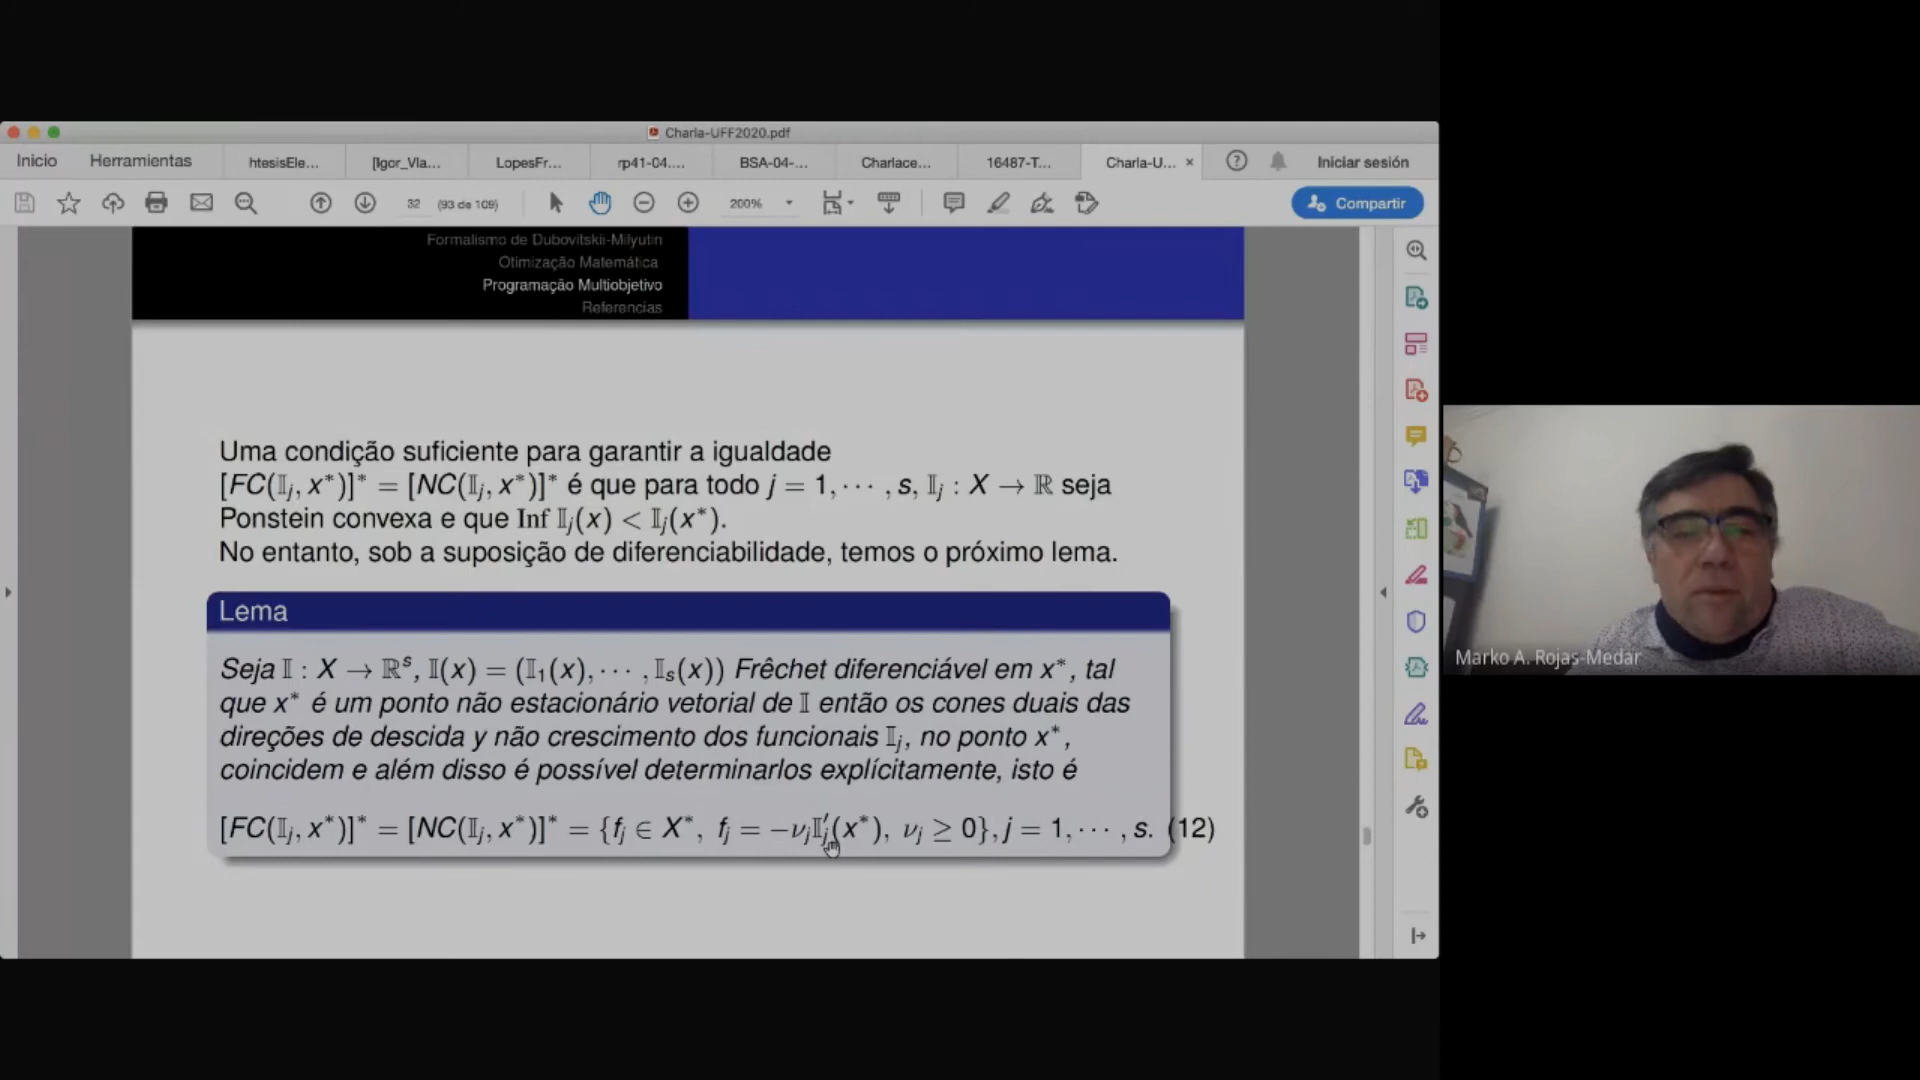 Charla-UFF2020.pdf
Inicio Herramientas htesisEle... [Igor_Vla... LopesFr... rp41-04.... BSA-04-... Charlace... 16487-T... Charla-U... × Iniciar sesión
32 (93 de 109) 200% Compartir
Formalismo de Dubovitskii-Milyutin
Otimização Matemática
Programação Multiobjetivo
Referencias
Uma condição suficiente para garantir a igualdade
[FC(𝕀ⱼ, x*)]* = [NC(𝕀ⱼ, x*)]* é que para todo j = 1, ··· , s, 𝕀ⱼ : X → ℝ seja
Ponstein convexa e que Inf 𝕀ⱼ(x) < 𝕀ⱼ(x*).
No entanto, sob a suposição de diferenciabilidade, temos o próximo lema.
Lema
Seja 𝕀 : X → ℝˢ, 𝕀(x) = (𝕀₁(x), ··· , 𝕀ₛ(x)) Frêchet diferenciável em x*, tal
que x* é um ponto não estacionário vetorial de 𝕀 então os cones duais das
direções de descida y não crescimento dos funcionais 𝕀ⱼ, no ponto x*,
coincidem e além disso é possível determinarlos explícitamente, isto é
[FC(𝕀ⱼ, x*)]* = [NC(𝕀ⱼ, x*)]* = {fⱼ ∈ X*, fⱼ = −νⱼ𝕀ⱼ′(x*), νⱼ ≥ 0}, j = 1, ··· , s. (12)
Marko A. Rojas-Medar